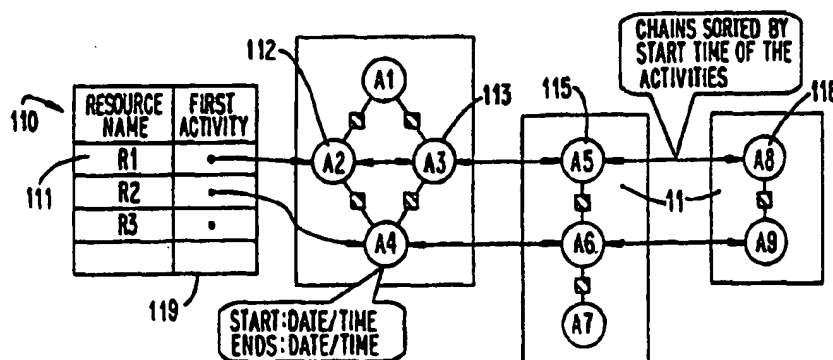 112
A1
113
CHAINS SORTED BY
START TIME OF THE
ACTIVITIES
115
118
110
RESOURCE
NAME
FIRST
ACTIVITY
111
R1
R2
R3
119
A2
A3
A4
START:DATE/TIME
ENDS:DATE/TIME
A5
11
A8
A6
A9
A7